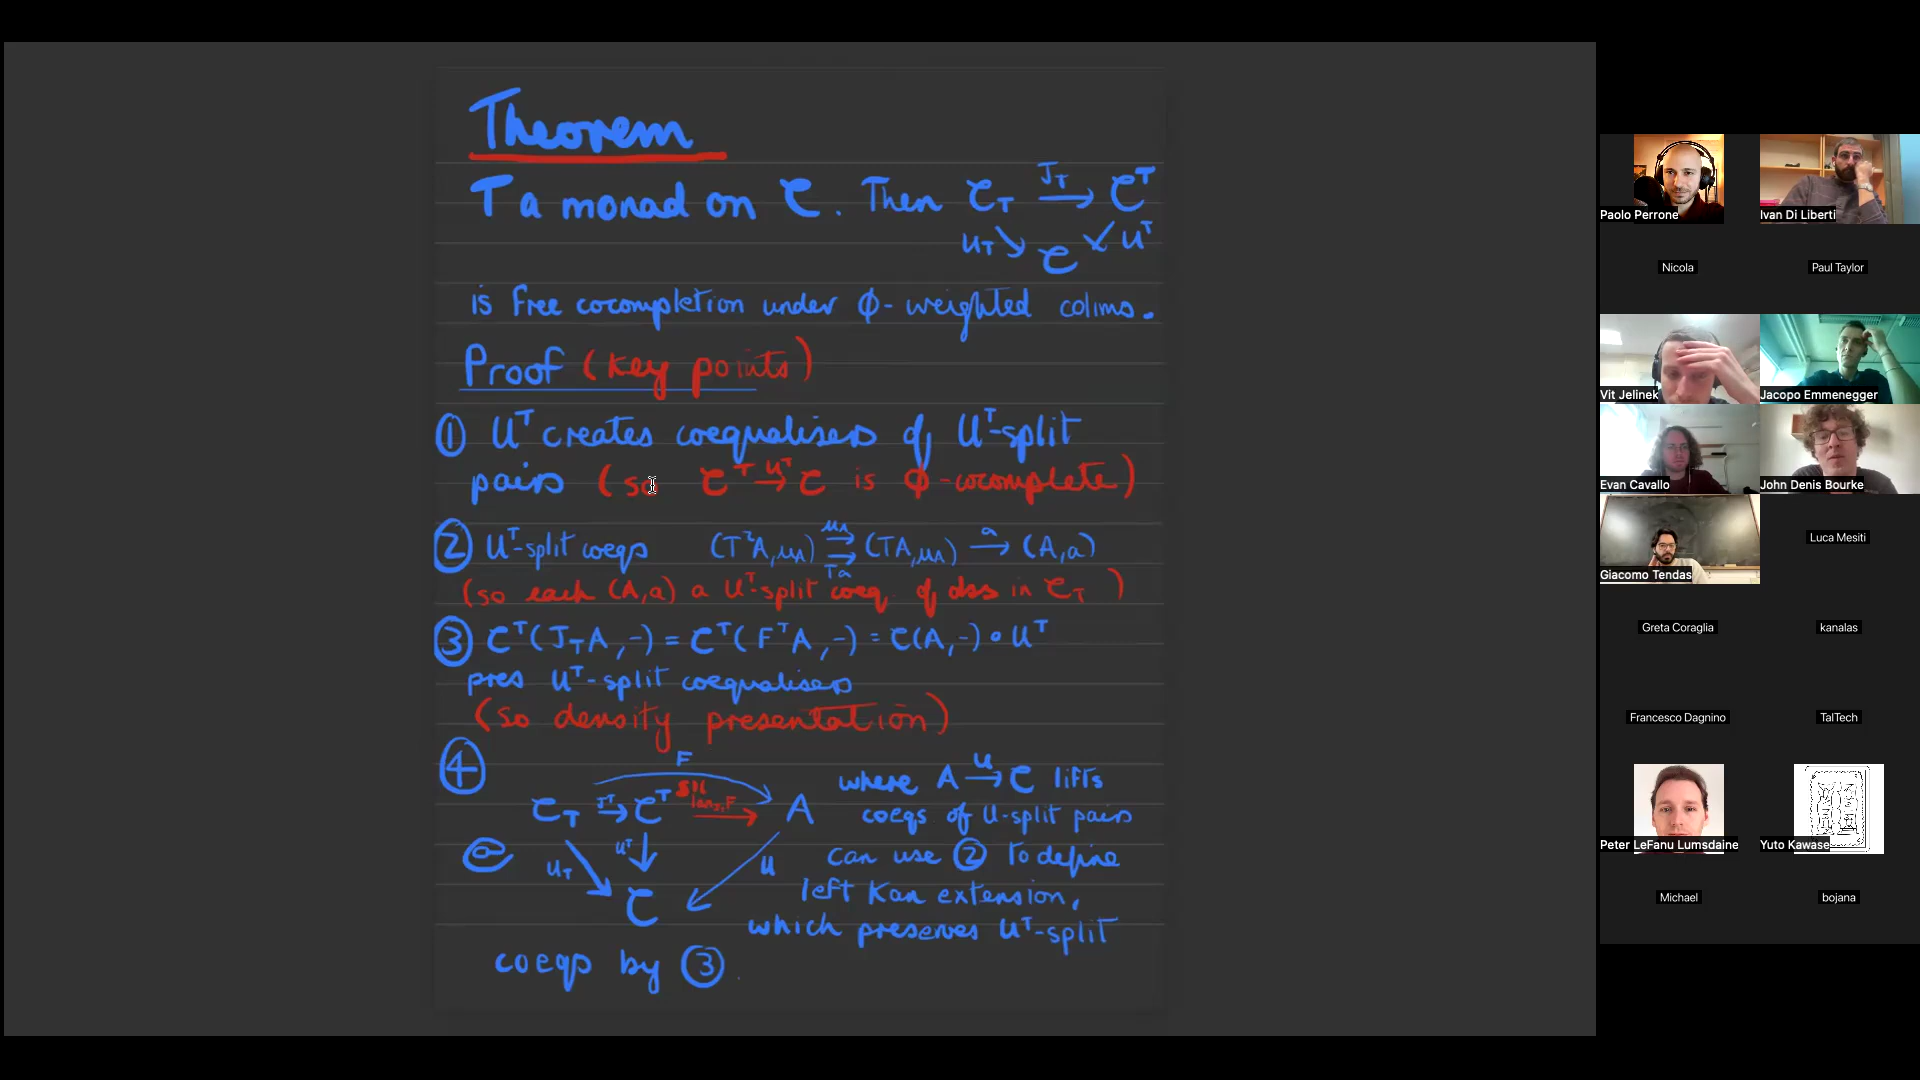 Theorem
T a monad on C. Then C_T J_T→ C^T
U_T ↘ C ↙ U^T
is free cocompletion under Φ-weighted colims.
Proof (key points)
① U^T creates coequalisers of U^T-split
pairs (so C^T U^T→ C is Φ-cocomplete)
② U^T-split coeqs (T²A, μA) μA ⇉ Ta (TA, μA) a→ (A, a)
(so each (A,a) a U^T-split coeq of obs in C_T )
③ C^T(J_T A, -) = C^T(F^T A, -) = C(A, -) ∘ U^T
pres U^T-split coequalisers
(so density presentation)
④ F
where A U→ C lifts
C_T J^T→ C^T lan_{J_T}F → A
coeqs of U-split pairs
U_T U^T U
can use ② to define
C
left Kan extension,
which preserves U^T-split
coeqs by ③.
Paolo Perrone
Ivan Di Liberti
Nicola
Paul Taylor
Vit Jelinek
Jacopo Emmenegger
Evan Cavallo
John Denis Bourke
Giacomo Tendas
Luca Mesiti
Greta Coraglia
kanalas
Francesco Dagnino
TalTech
Peter LeFanu Lumsdaine
Yuto Kawase
Michael
bojana